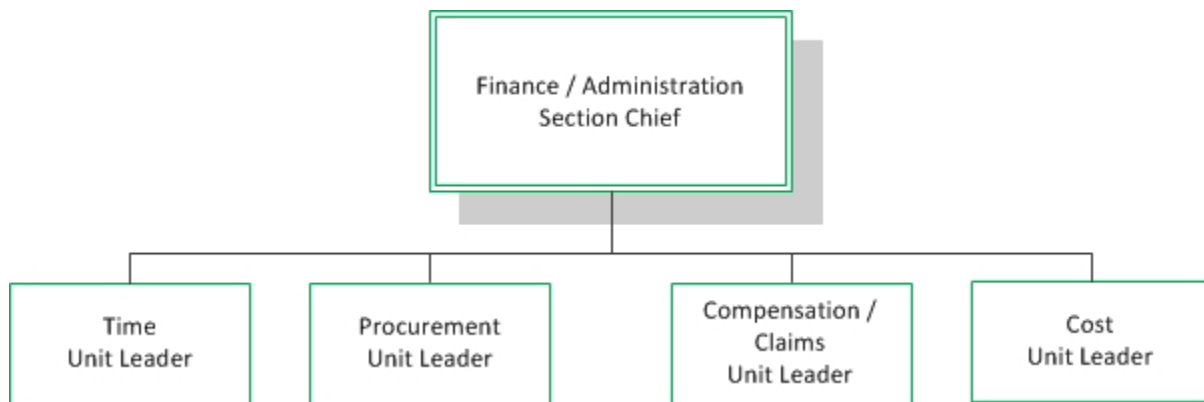 Finance / Administration
Section Chief
Time
Unit Leader
Procurement
Unit Leader
Compensation /
Claims
Unit Leader
Cost
Unit Leader